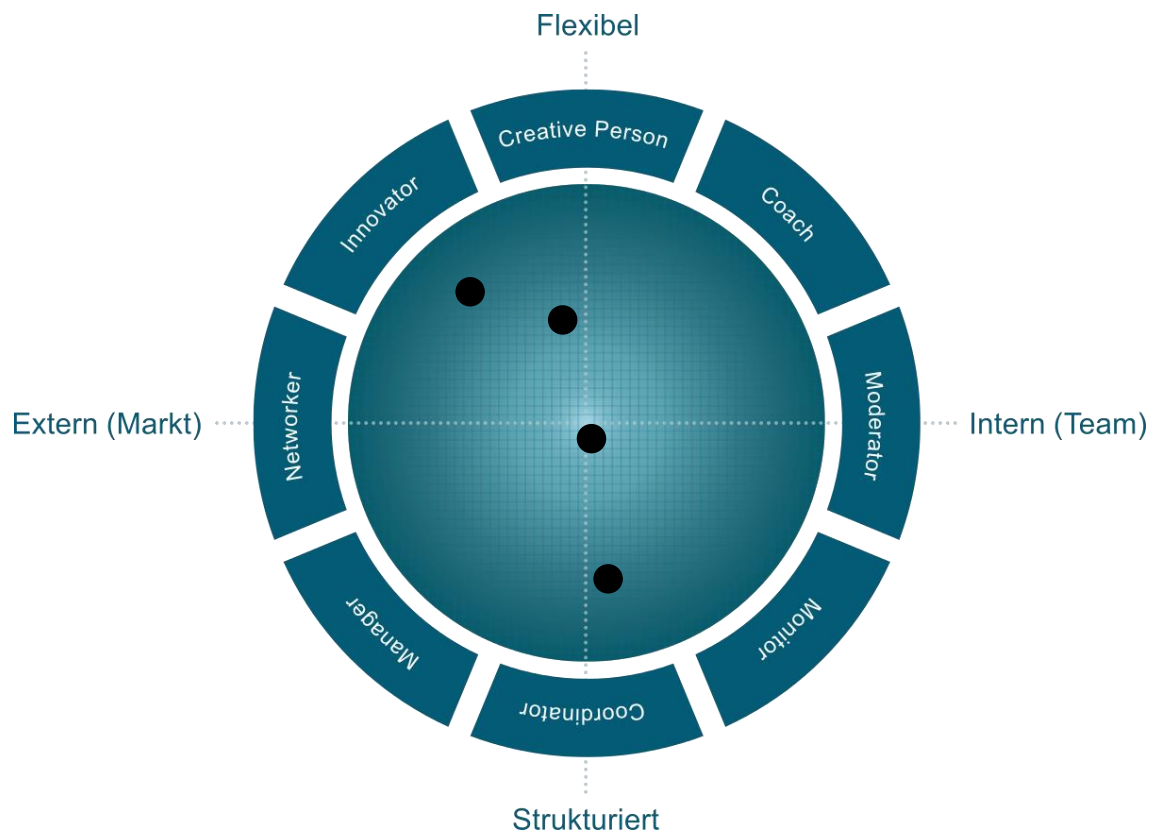 Flexibel
Creative Person
Innovator
Coach
Networker
Moderator
Extern (Markt)
Intern (Team)
Manager
Monitor
Coordinator
Strukturiert